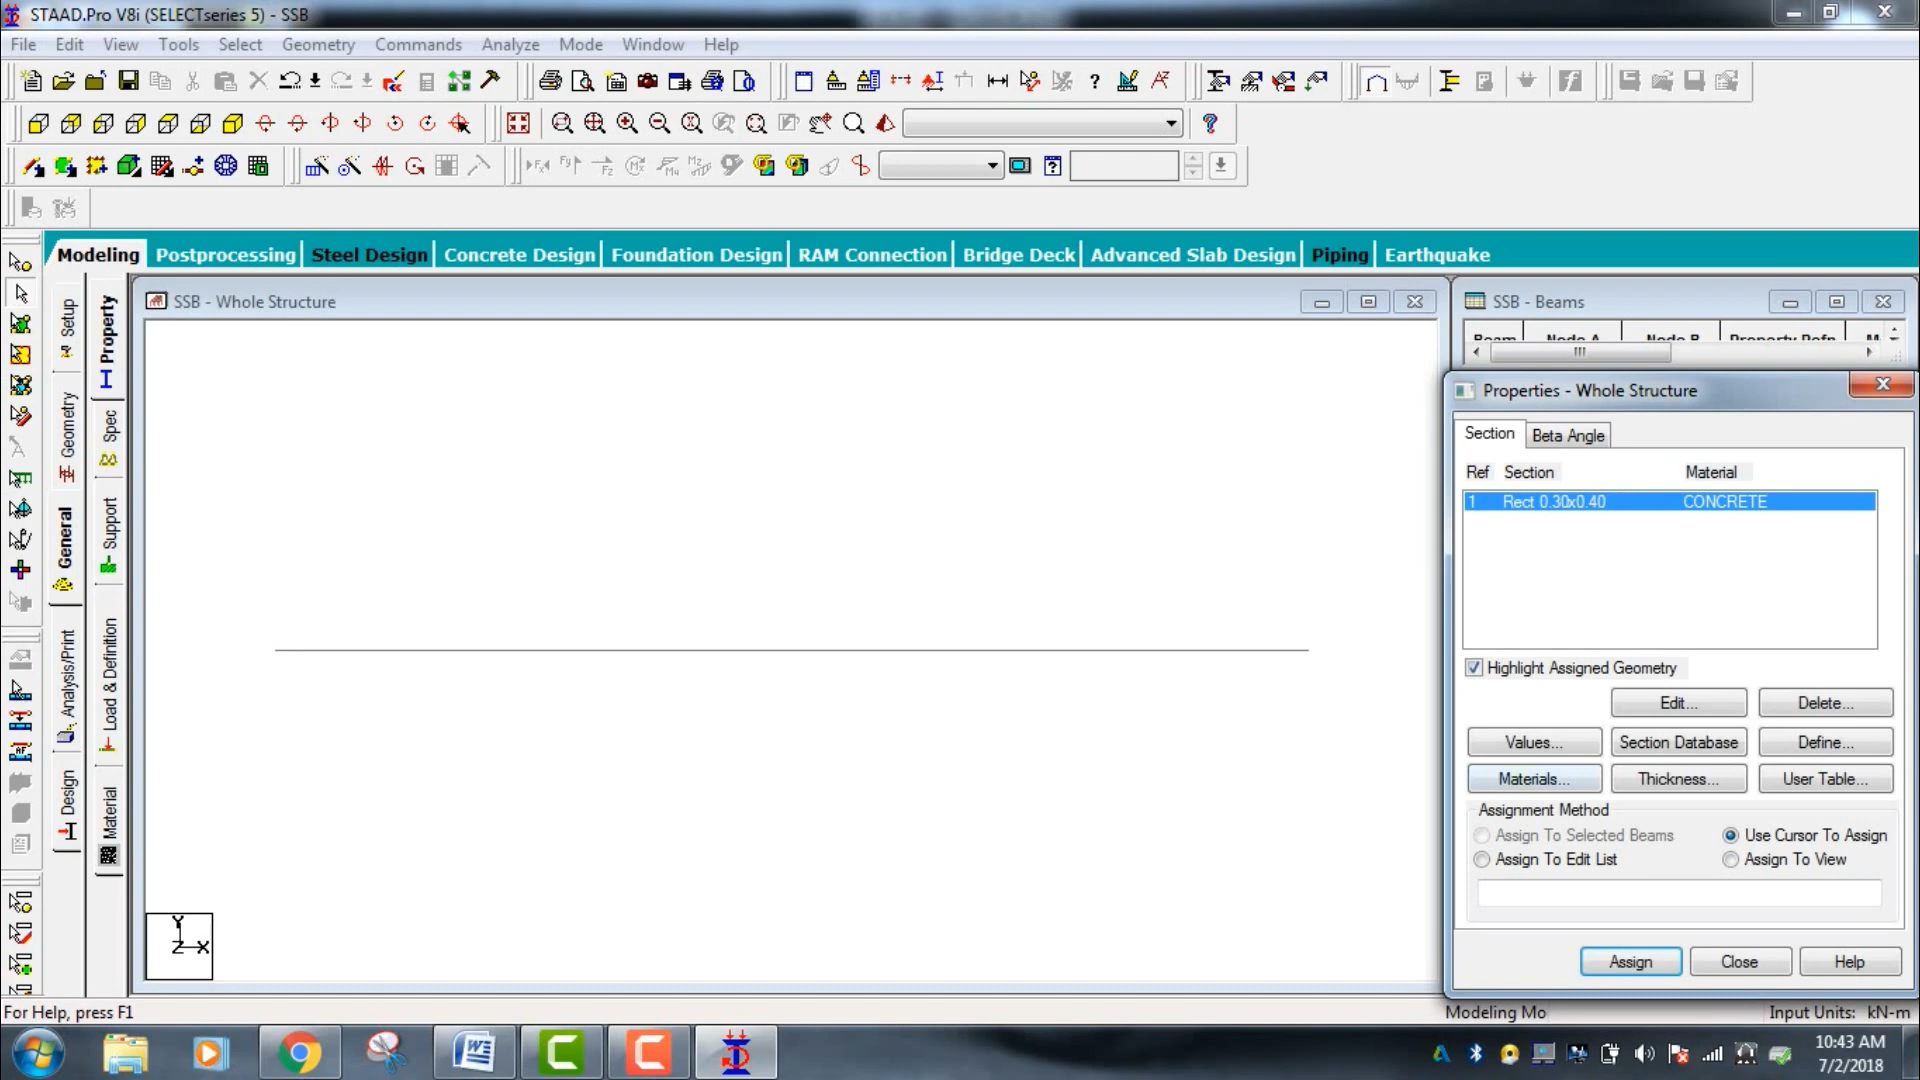 STAAD.Pro V8i (SELECTseries 5) - SSB
File Edit View Tools Select Geometry Commands Analyze Mode Window Help
Modeling Postprocessing Steel Design Concrete Design Foundation Design RAM Connection Bridge Deck Advanced Slab Design Piping Earthquake
Setup
Geometry
General
Analysis/Print
Design
Property
Spec
Support
Load & Definition
Material
SSB - Whole Structure
Y
Z X
SSB - Beams
Beam Node A Node B Property Refn M
Properties - Whole Structure
Section Beta Angle
Ref Section Material
1 Rect 0.30x0.40 CONCRETE
Highlight Assigned Geometry
Edit... Delete...
Values... Section Database Define...
Materials... Thickness... User Table...
Assignment Method
Assign To Selected Beams Use Cursor To Assign
Assign To Edit List Assign To View
Assign Close Help
For Help, press F1
Modeling Mo
Input Units: kN-m
10:43 AM
7/2/2018